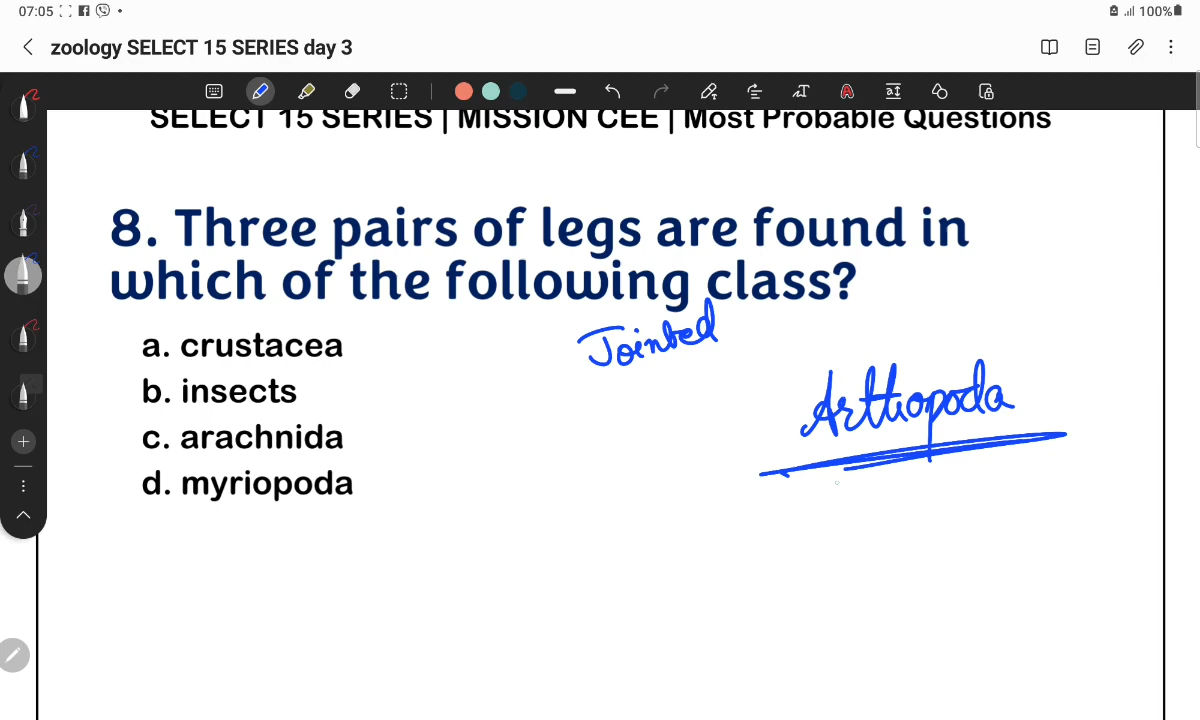 07:05
100%
zoology SELECT 15 SERIES day 3
SELECT 15 SERIES | MISSION CEE | Most Probable Questions
8. Three pairs of legs are found in
which of the following class?
a. crustacea
b. insects
c. arachnida
d. myriopoda
Jointed
Arthropoda